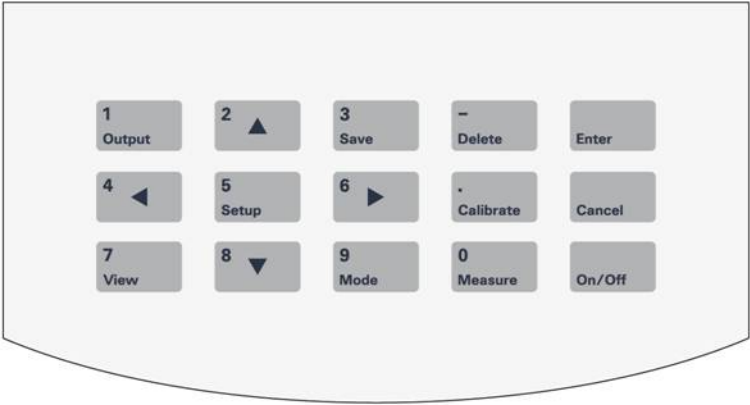 1
Output
2 ▲
3
Save
–
Delete
Enter
4 ◀
5
Setup
6 ▶
.
Calibrate
Cancel
7
View
8 ▼
9
Mode
0
Measure
On/Off